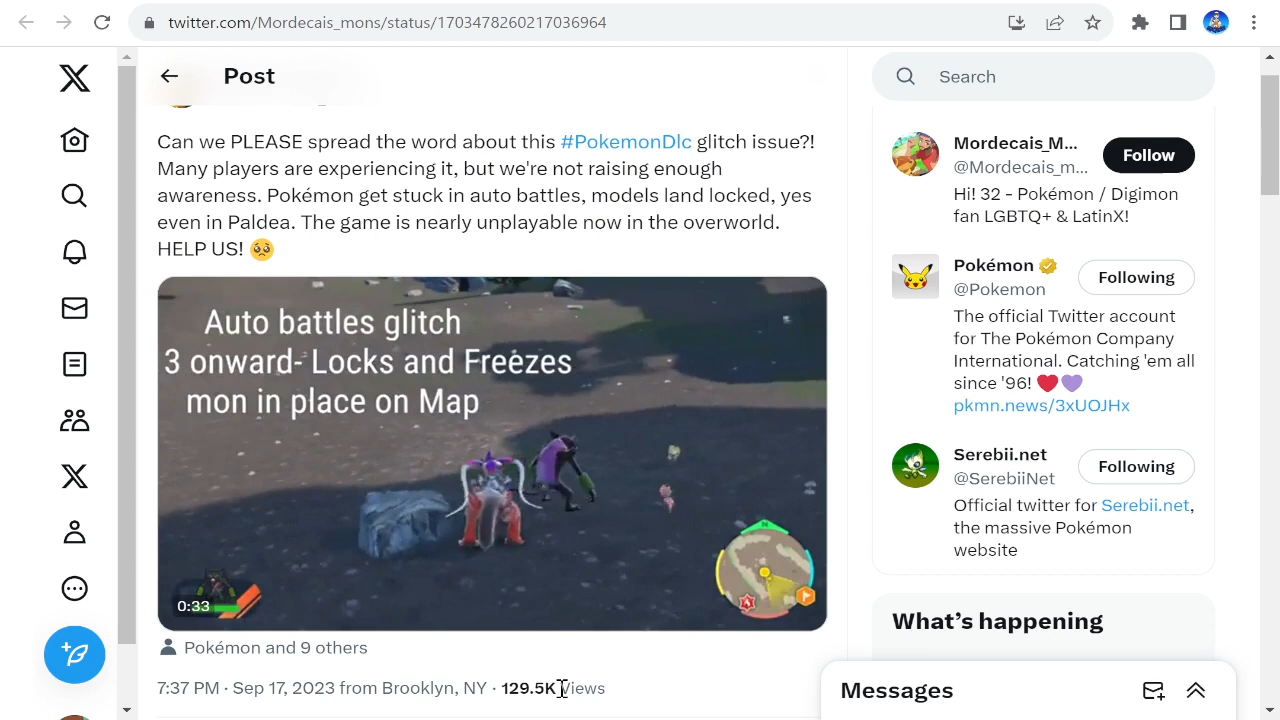 twitter.com/Mordecais_mons/status/1703478260217036964
Post
Search
Can we PLEASE spread the word about this #PokemonDlc glitch issue?!
Many players are experiencing it, but we're not raising enough
awareness. Pokémon get stuck in auto battles, models land locked, yes
even in Paldea. The game is nearly unplayable now in the overworld.
HELP US! 🥺
Auto battles glitch
3 onward- Locks and Freezes
mon in place on Map
0:33
Pokémon and 9 others
7:37 PM · Sep 17, 2023 from Brooklyn, NY · 129.5K Views
Mordecais_M...
@Mordecais_m...
Follow
Hi! 32 - Pokémon / Digimon
fan LGBTQ+ & LatinX!
Pokémon
@Pokemon
Following
The official Twitter account
for The Pokémon Company
International. Catching 'em all
since '96! ❤️💜
pkmn.news/3xUOJHx
Serebii.net
@SerebiiNet
Following
Official twitter for Serebii.net,
the massive Pokémon
website
What's happening
Messages